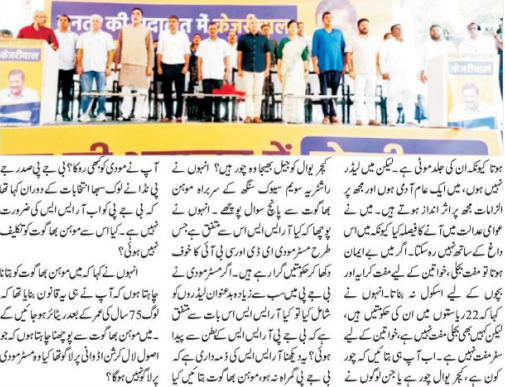 جنتا کی عدالت میں کیجریوال
केजरीवाल
ہوتا کیونکہ ان کی جلد موٹی ہے۔ لیکن میں لیڈر
نہیں ہوں، میں ایک عام آدمی ہوں اور مجھ پر
الزامات مجھ پر اثر انداز ہوتے ہیں۔ میں نے
عوامی عدالت میں آنے کا فیصلہ کیا کیونکہ میں اس
داغ کے ساتھ نہیں رہ سکتا۔ اگر میں بے ایمان
ہوتا تو مفت بجلی، خواتین کے لیے مفت کرایہ اور
بچوں کے لیے اسکول نہ بناتا۔ انہوں نے
کہا کہ 22 ریاستوں میں ان کی حکومتیں ہیں،
لیکن کہیں بھی بجلی مفت نہیں ہے، خواتین کے لیے
سفر مفت نہیں ہے۔ اب آپ ہی بتائیں کہ چور
کون ہے، کیجر یوال چور ہے یا جن لوگوں نے
کیجر یوال کو جیل بھیجا وہ چور ہیں؟ انہوں نے
راشٹریہ سویم سیوک سنگھ کے سربراہ موہن
بھاگوت سے پانچ سوال پوچھے۔ انہوں نے
پوچھا کہ کیا آر ایس ایس اس سے متفق ہے جس
طرح مسٹر مودی ای ڈی اور سی بی آئی کا خوف
دکھا کر حکومتیں گرا رہے ہیں۔ اگر مسٹر مودی نے
بی جے پی میں سب سے زیادہ بدعنوان لیڈروں کو
شامل کیا تو کیا آر ایس ایس اس بات سے متفق
ہے کہ بی جے پی آر ایس ایس کے بطن سے پیدا
ہوئی؟ یہ دیکھنا آر ایس ایس کی ذمہ داری ہے کہ
بی جے پی گمراہ نہ ہو، موہن بھاگوت بتائیں کیا
آپ نے مودی کو کبھی روکا؟ بی جے پی صدر جے
پی نڈا نے لوک سبھا انتخابات کے دوران کہا تھا
کہ بی جے پی کو اب آر ایس ایس کی ضرورت
نہیں ہے۔ کیا اس سے موہن بھاگوت کو تکلیف
نہیں ہوئی؟
انہوں نے کہا کہ میں موہن بھاگوت کو بتانا
چاہتا ہوں کہ آپ نے ہی یہ قانون بنایا تھا کہ
لوگ 75 سال کی عمر کے بعد ریٹائر ہو جائیں گے
۔ میں موہن بھاگوت سے پوچھنا چاہتا ہوں کہ جو
اصول لال کرشن اڈوانی پر لاگو تھا کیا وہ مسٹر مودی
پر لاگو نہیں ہوگا؟